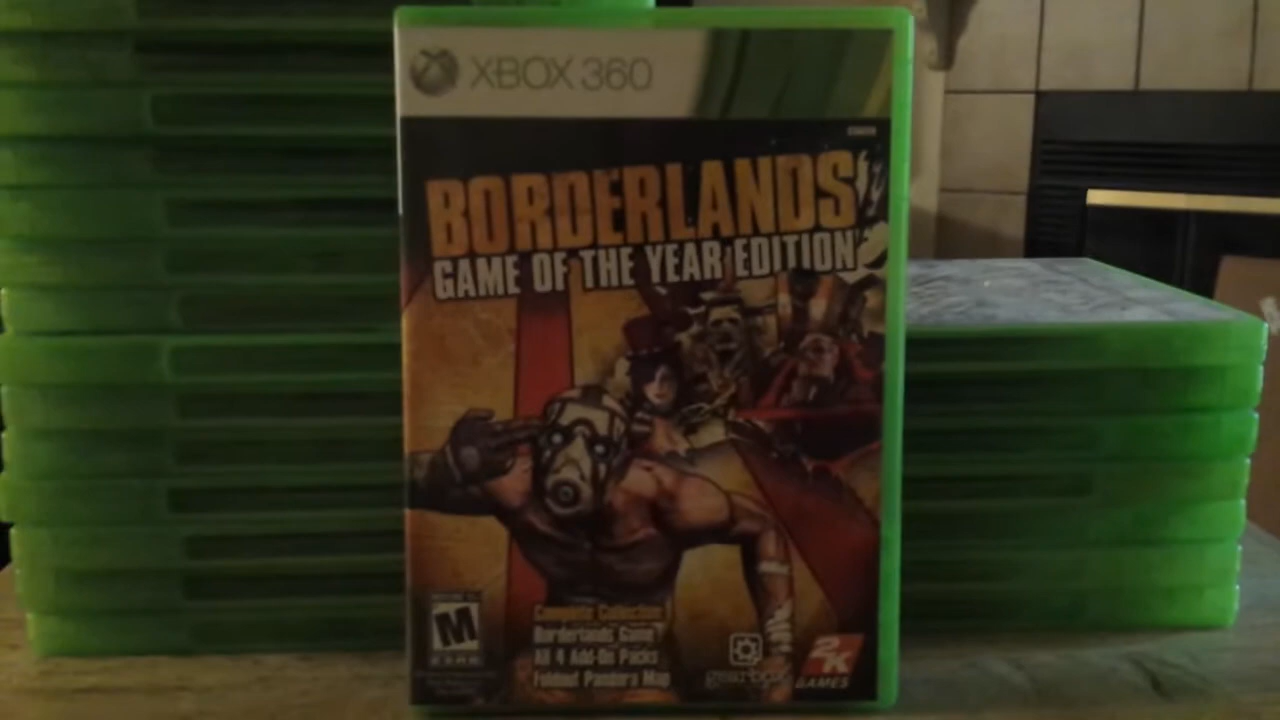 XBOX 360
BORDERLANDS
GAME OF THE YEAR EDITION
Complete Collection
Borderlands Game
All 4 Add-On Packs
Foldout Pandora Map
M
gearbox
2K
GAMES